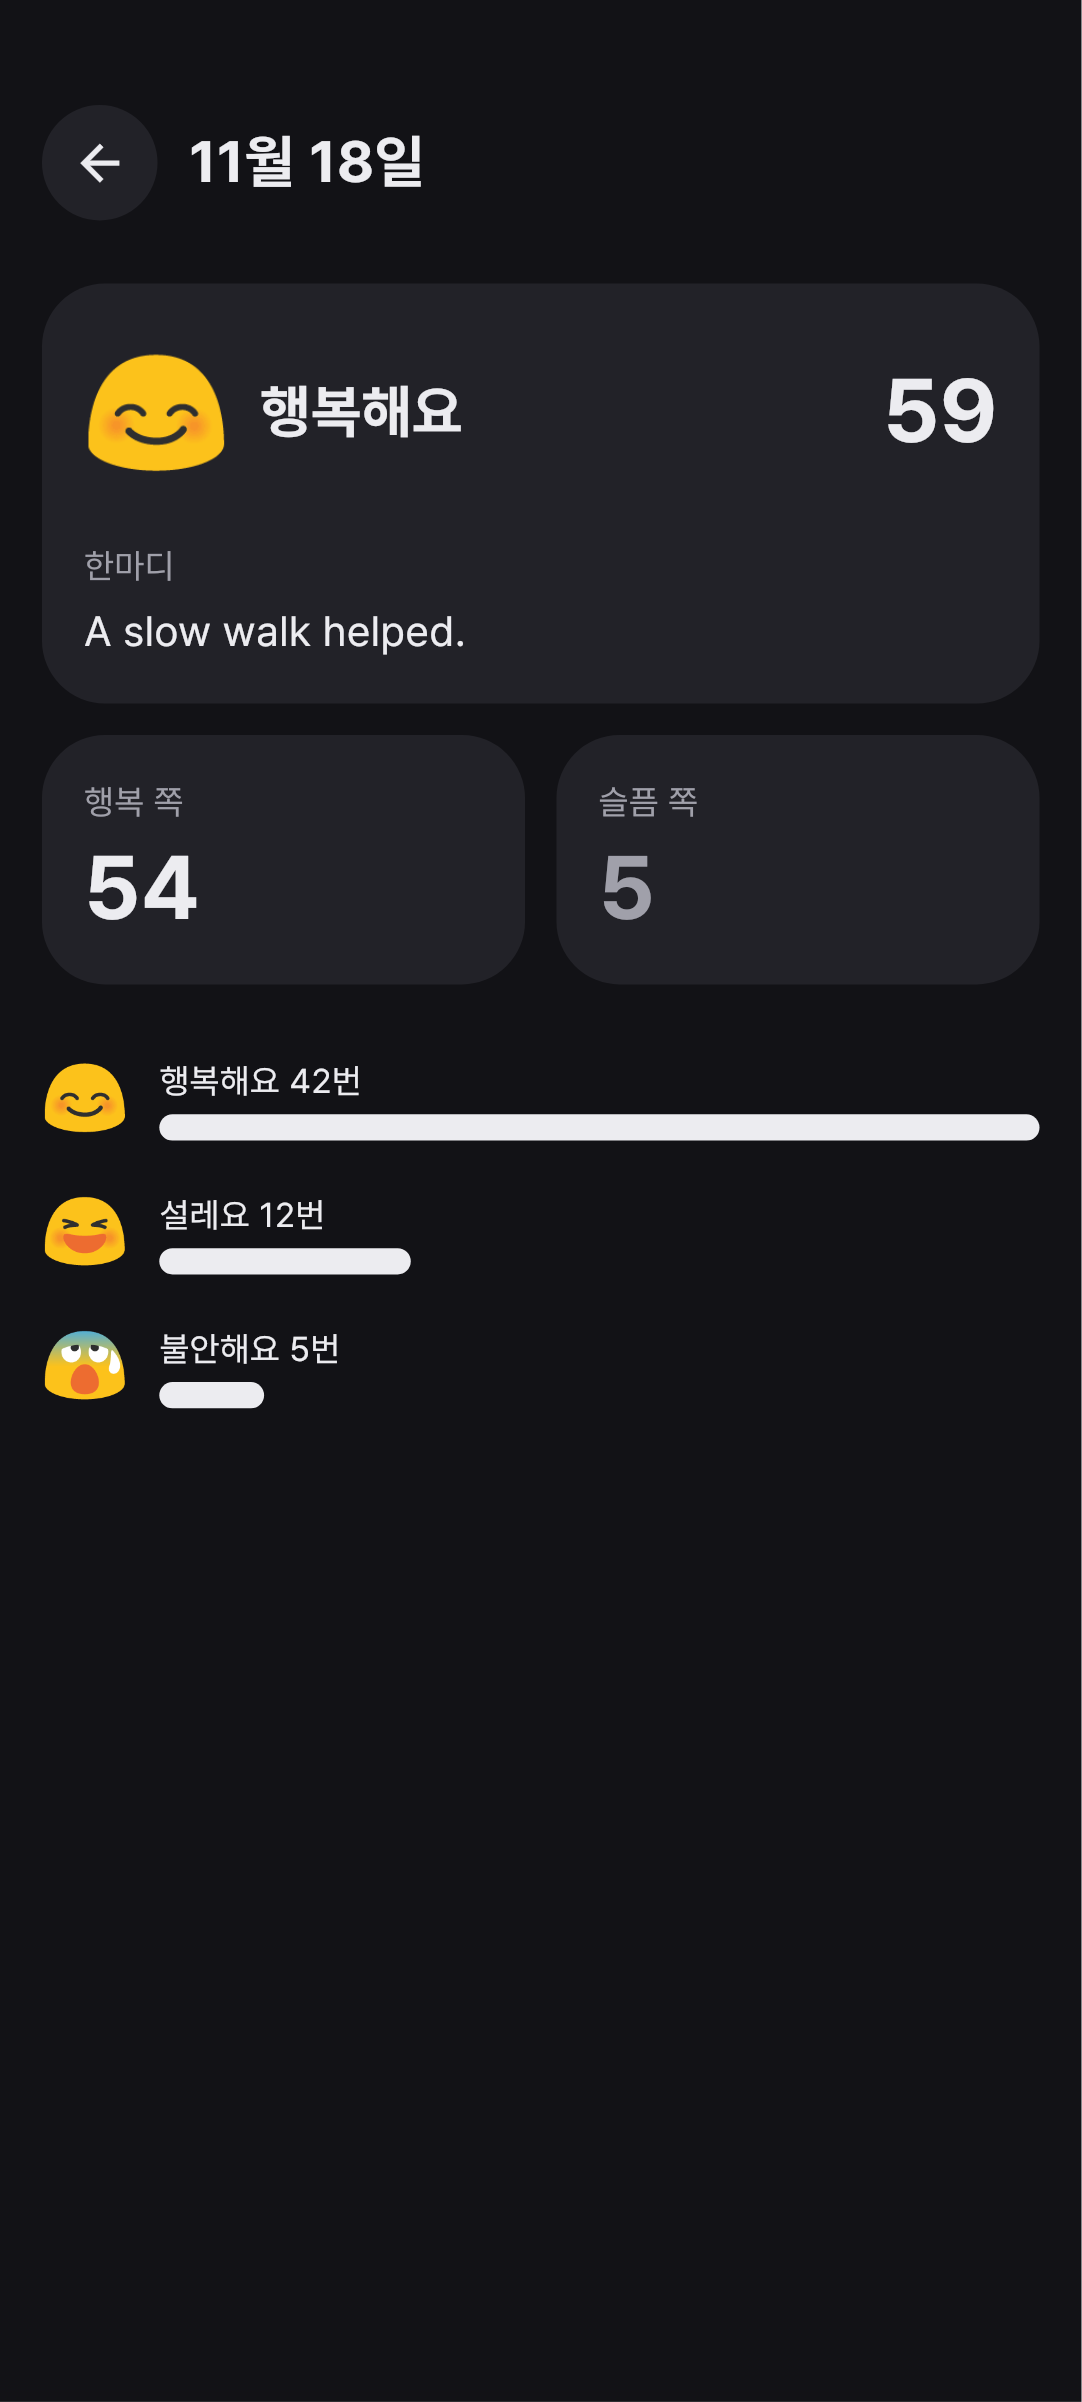 11월 18일
행복해요
59
한마디
A slow walk helped.
행복 쪽
54
슬픔 쪽
5
행복해요 42번
설레요 12번
불안해요 5번